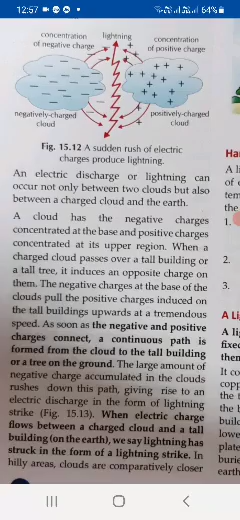 12:57
64%
concentration lightning concentration
of negative charge of positive charge
negatively-charged positively-charged
cloud cloud
Fig. 15.12 A sudden rush of electric
charges produce lightning.
An electric discharge or lightning can
occur not only between two clouds but also
between a charged cloud and the earth.
A cloud has the negative charges
concentrated at the base and positive charges
concentrated at its upper region. When a
charged cloud passes over a tall building or
a tall tree, it induces an opposite charge on
them. The negative charges at the base of the
clouds pull the positive charges induced on
the tall buildings upwards at a tremendous
speed. As soon as the negative and positive
charges connect, a continuous path is
formed from the cloud to the tall building
or a tree on the ground. The large amount of
negative charge accumulated in the clouds
rushes down this path, giving rise to an
electric discharge in the form of lightning
strike (Fig. 15.13). When electric charge
flows between a charged cloud and a tall
building (on the earth), we say lightning has
struck in the form of a lightning strike. In
hilly areas, clouds are comparatively closer
Ha
A li
of e
tem
the
1.
2.
3.
A Li
A lig
fixed
them
It co
copp
the t
the b
build
lowe
plate
burie
earth